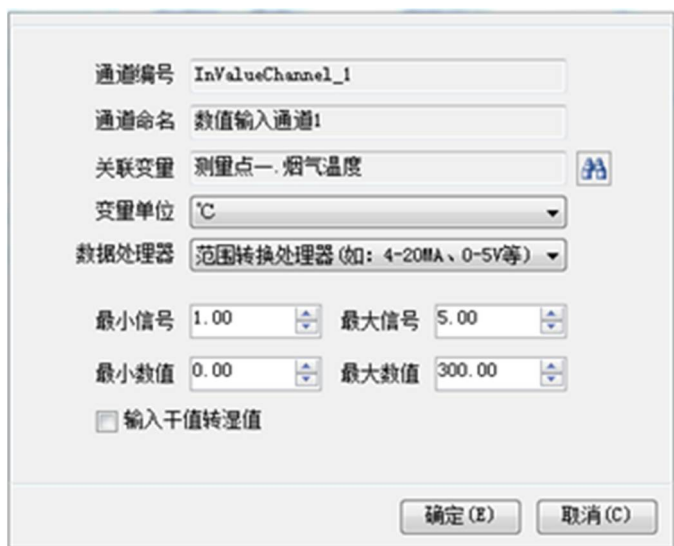 通道编号 InValueChannel_1
通道命名 数值输入通道1
关联变量 测量点一.烟气温度
变量单位 ℃
数据处理器 范围转换处理器(如: 4-20MA、0-5V等)
最小信号 1.00 最大信号 5.00
最小数值 0.00 最大数值 300.00
输入干值转湿值
确定(E) 取消(C)